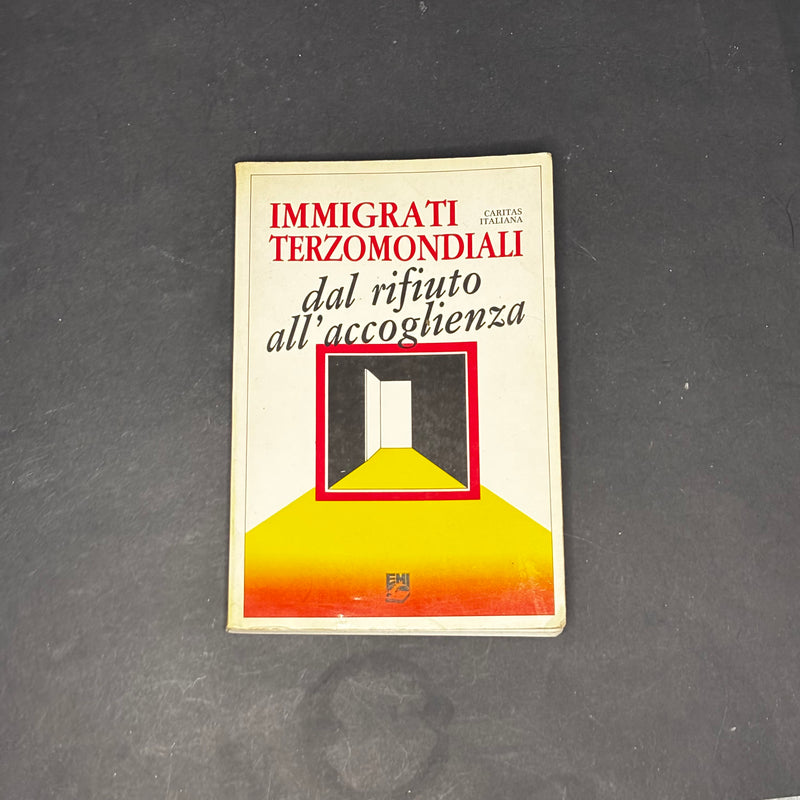 IMMIGRATI
CARITAS
ITALIANA
TERZOMONDIALI
dal rifiuto
all'accoglienza
EMI